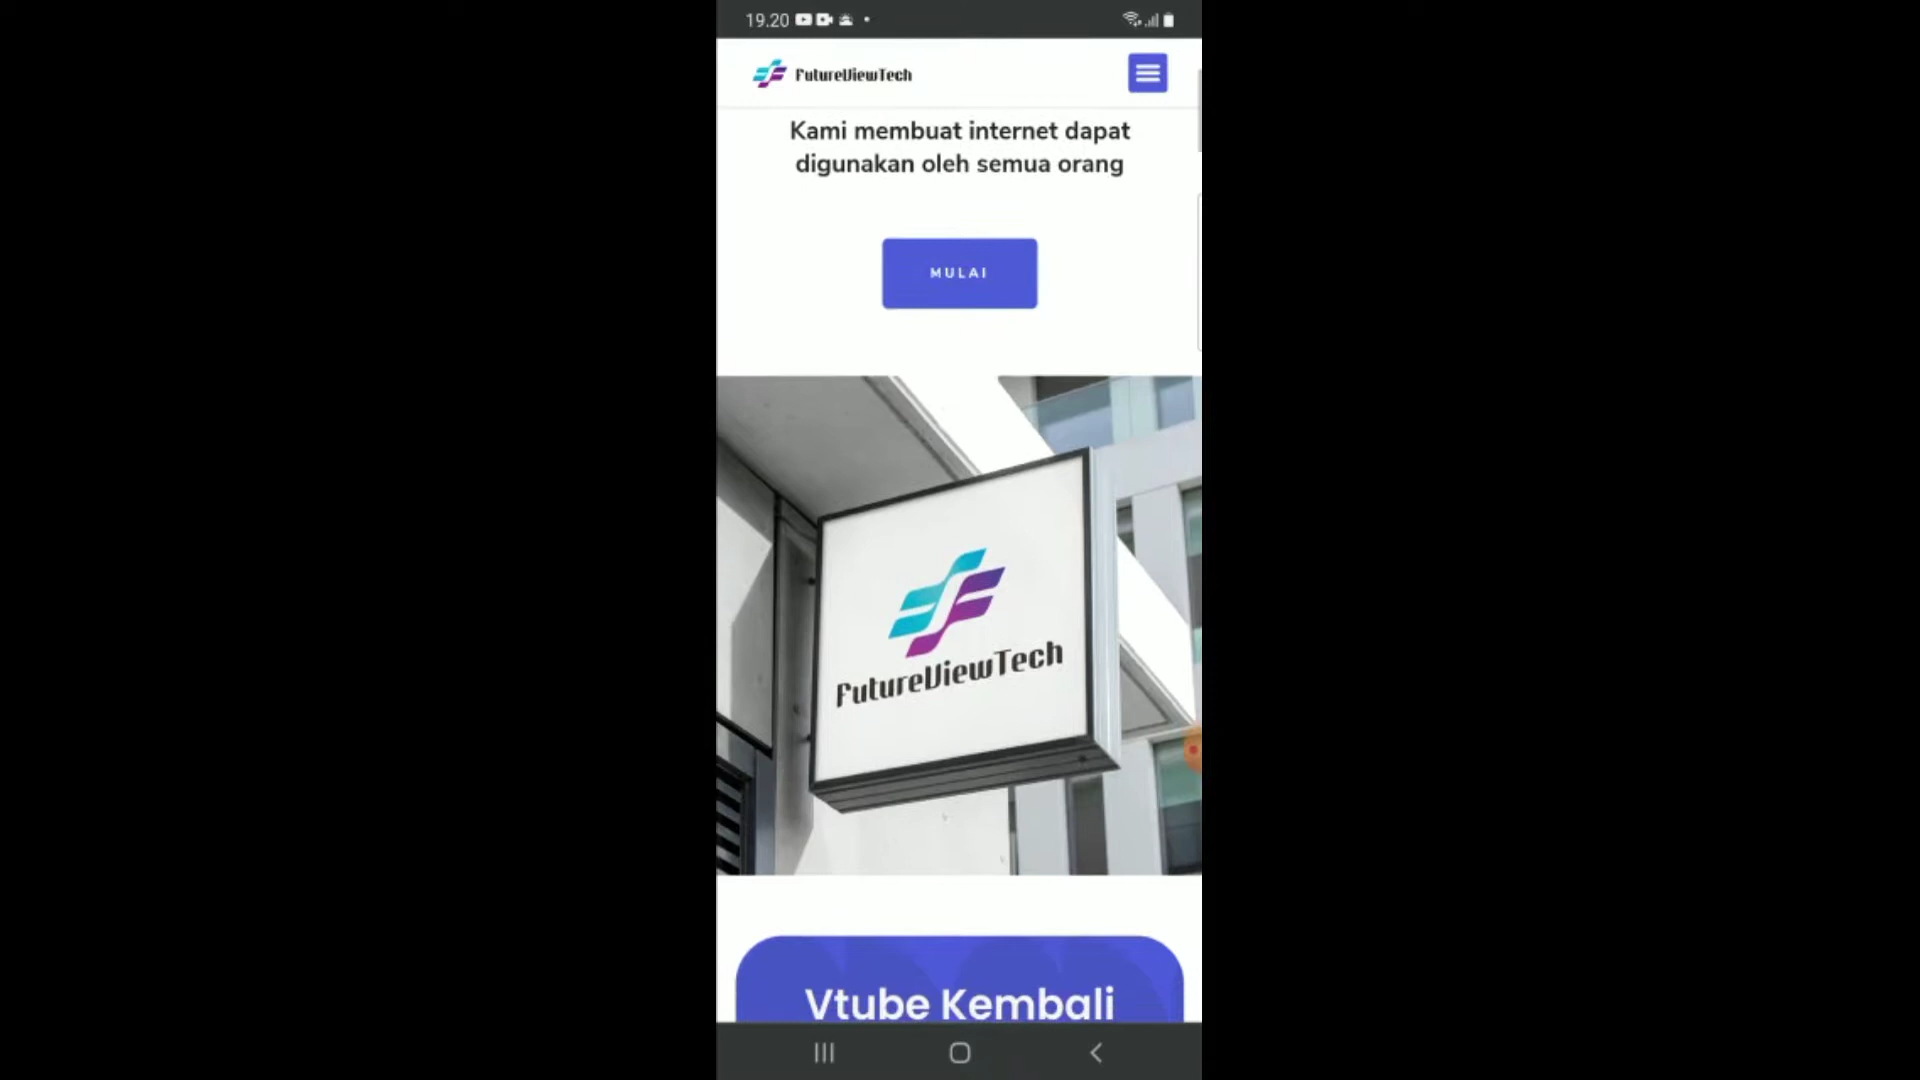 19.20
FutureViewTech
Kami membuat internet dapat
digunakan oleh semua orang
MULAI
FutureViewTech
Vtube Kembali